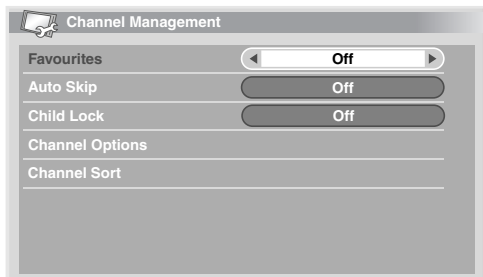 Channel Management
Favourites Off
Auto Skip Off
Child Lock Off
Channel Options
Channel Sort